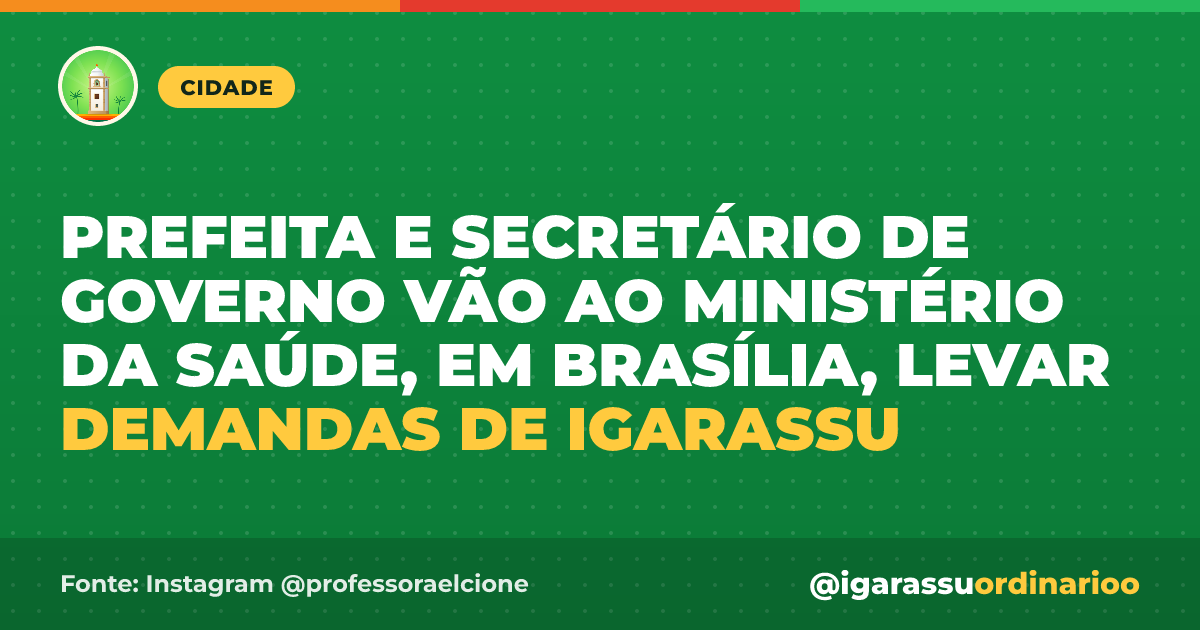 CIDADE
PREFEITA E SECRETÁRIO DE
GOVERNO VÃO AO MINISTÉRIO
DA SAÚDE, EM BRASÍLIA, LEVAR
DEMANDAS DE IGARASSU
Fonte: Instagram @professoraelcione
@igarassuordinarioo